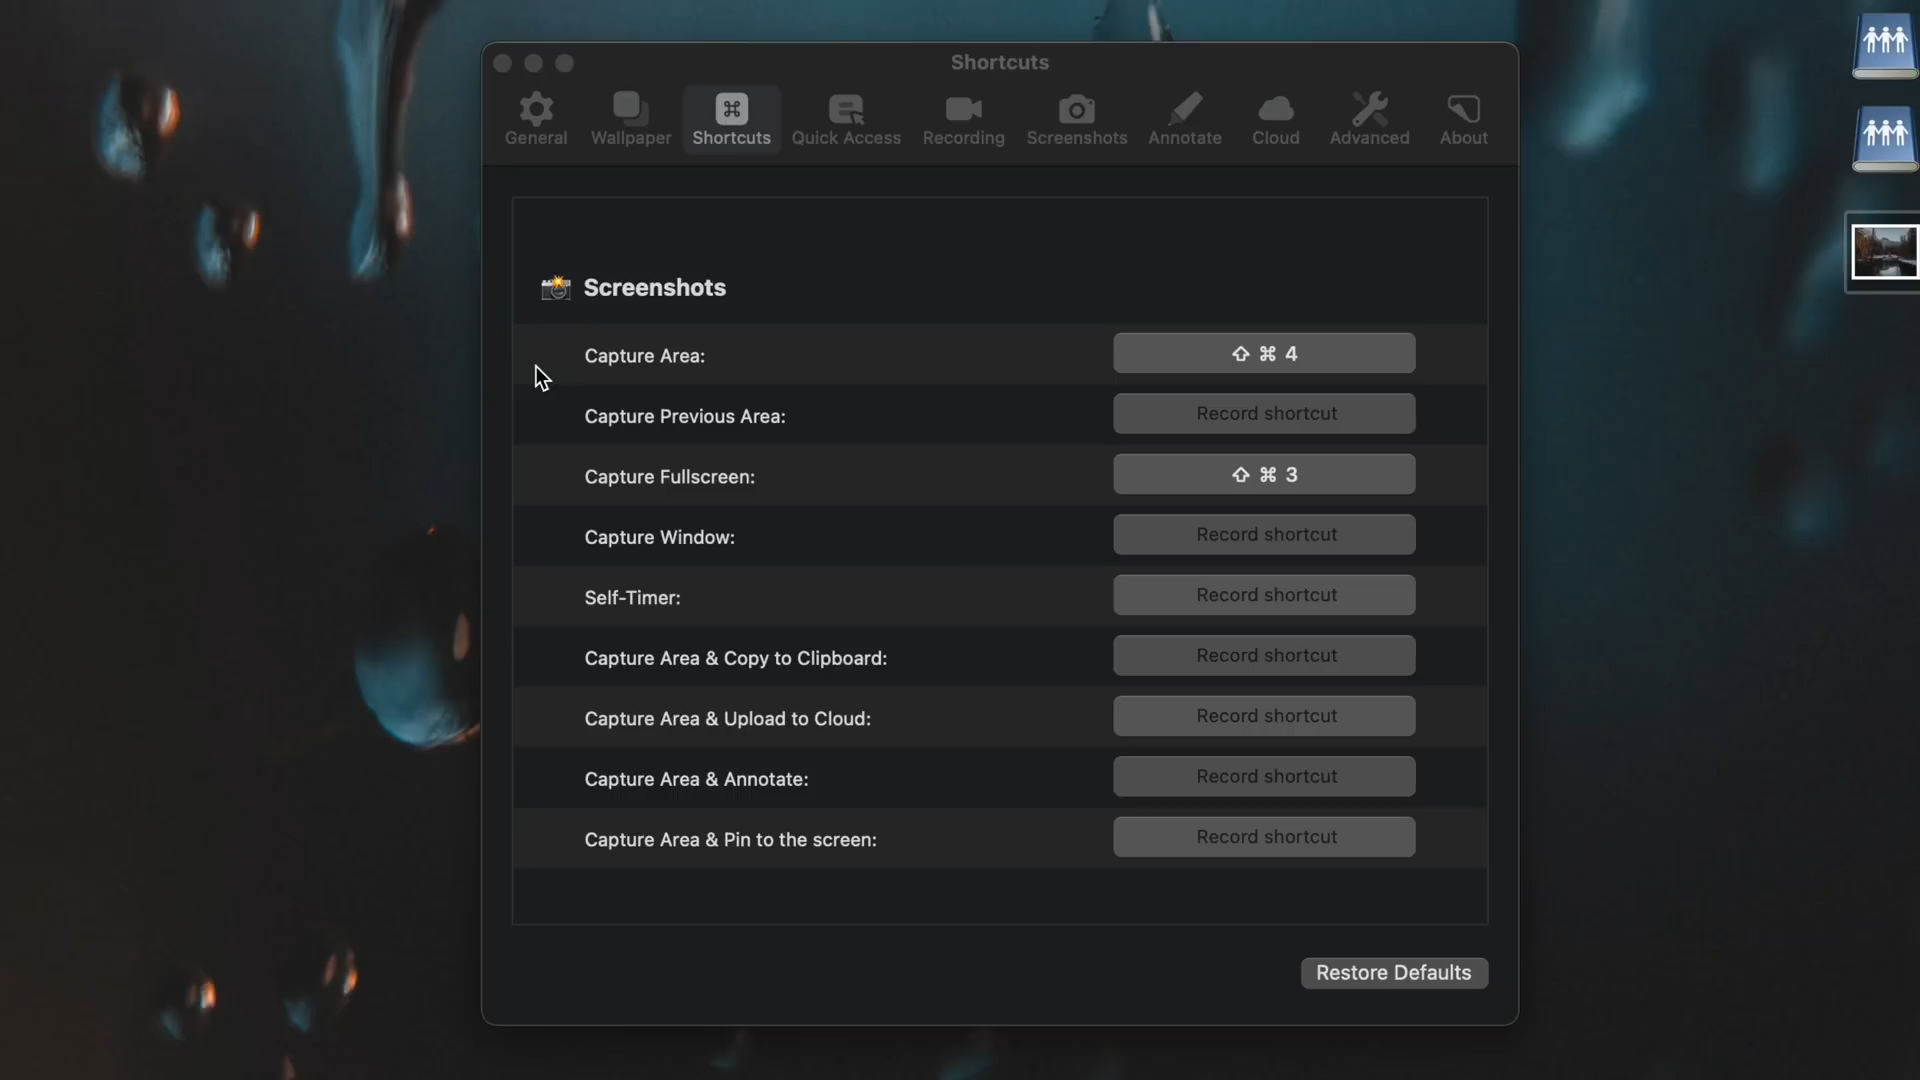 Shortcuts
General
Wallpaper
Shortcuts
Quick Access
Recording
Screenshots
Annotate
Cloud
Advanced
About
Screenshots
Capture Area:
⇧ ⌘ 4
Capture Previous Area:
Record shortcut
Capture Fullscreen:
⇧ ⌘ 3
Capture Window:
Record shortcut
Self-Timer:
Record shortcut
Capture Area & Copy to Clipboard:
Record shortcut
Capture Area & Upload to Cloud:
Record shortcut
Capture Area & Annotate:
Record shortcut
Capture Area & Pin to the screen:
Record shortcut
Restore Defaults